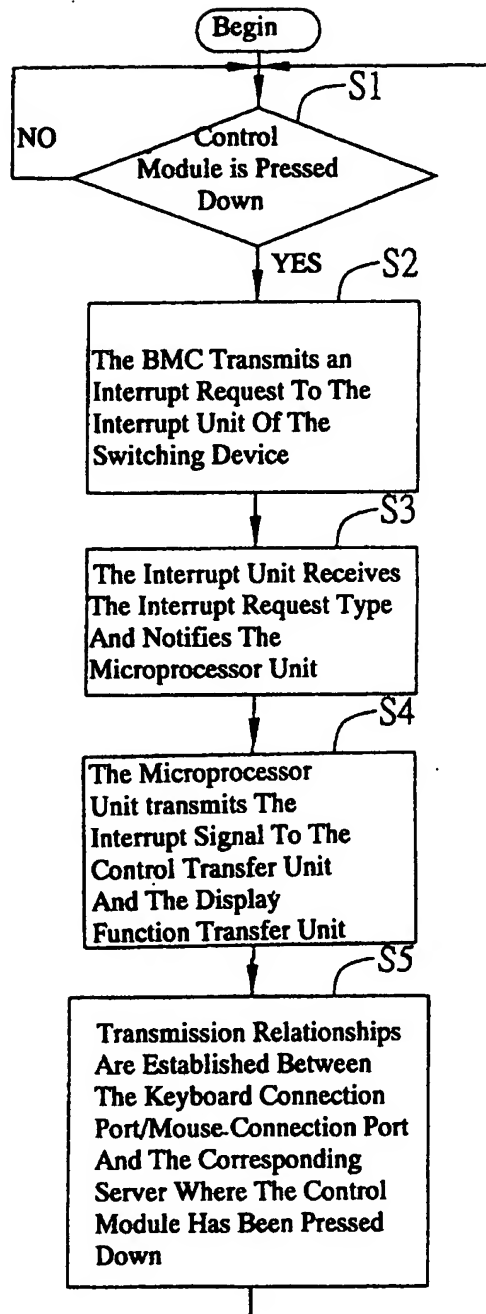 Begin
S1
NO
Control
Module is Pressed
Down
YES
S2
The BMC Transmits an
Interrupt Request To The
Interrupt Unit Of The
Switching Device
S3
The Interrupt Unit Receives
The Interrupt Request Type
And Notifies The
Microprocessor Unit
S4
The Microprocessor
Unit transmits The
Interrupt Signal To The
Control Transfer Unit
And The Display
Function Transfer Unit
S5
Transmission Relationships
Are Established Between
The Keyboard Connection
Port/Mouse-Connection Port
And The Corresponding
Server Where The Control
Module Has Been Pressed
Down